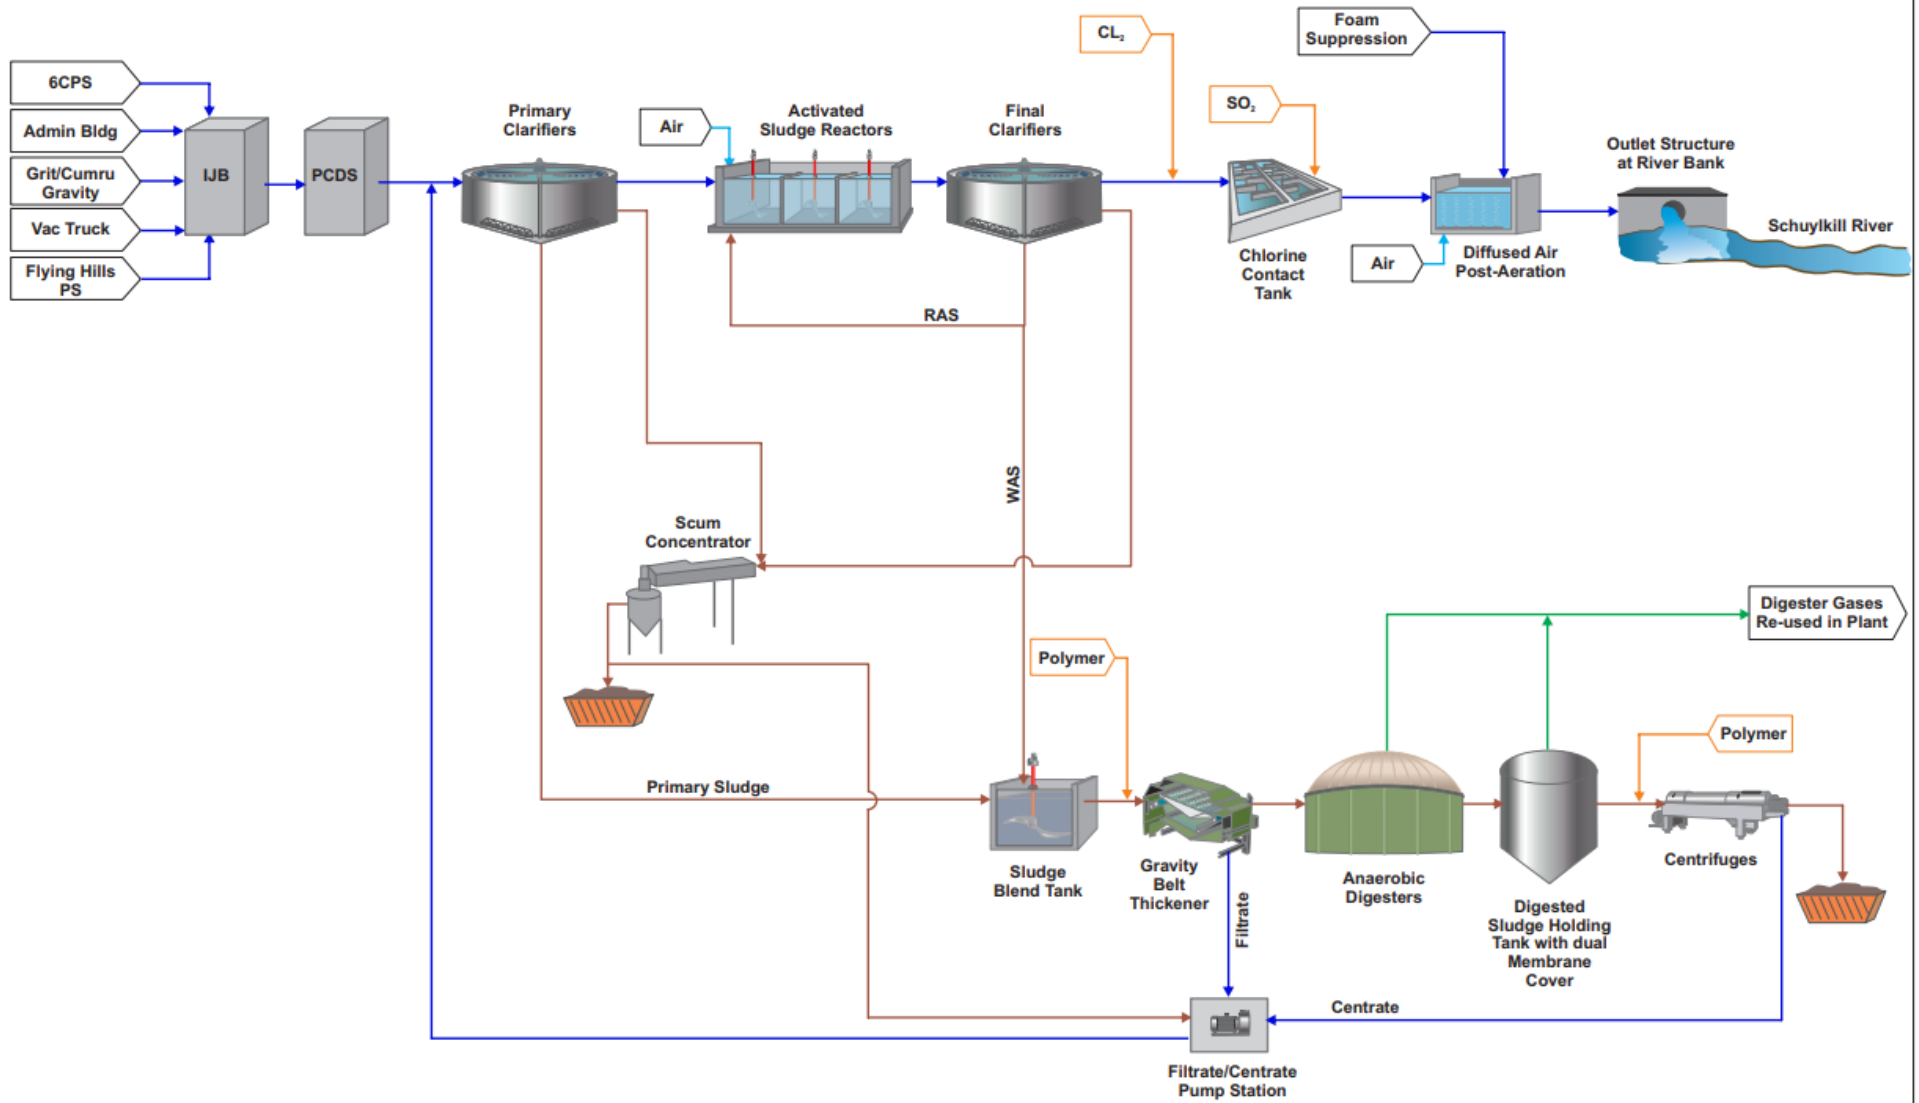 CL₂
Foam
Suppression
6CPS
SO₂
Primary
Clarifiers
Air
Activated
Sludge Reactors
Final
Clarifiers
Admin Bldg
Outlet Structure
at River Bank
Grit/Cumru
Gravity
IJB
PCDS
Vac Truck
Schuylkill River
Flying Hills
PS
Chlorine
Contact
Tank
Air
Diffused Air
Post-Aeration
RAS
WAS
Scum
Concentrator
Digester Gases
Re-used in Plant
Polymer
Polymer
Primary Sludge
Sludge
Blend Tank
Gravity
Belt
Thickener
Anaerobic
Digesters
Centrifuges
Digested
Sludge Holding
Tank with dual
Membrane
Cover
Filtrate
Centrate
Filtrate/Centrate
Pump Station